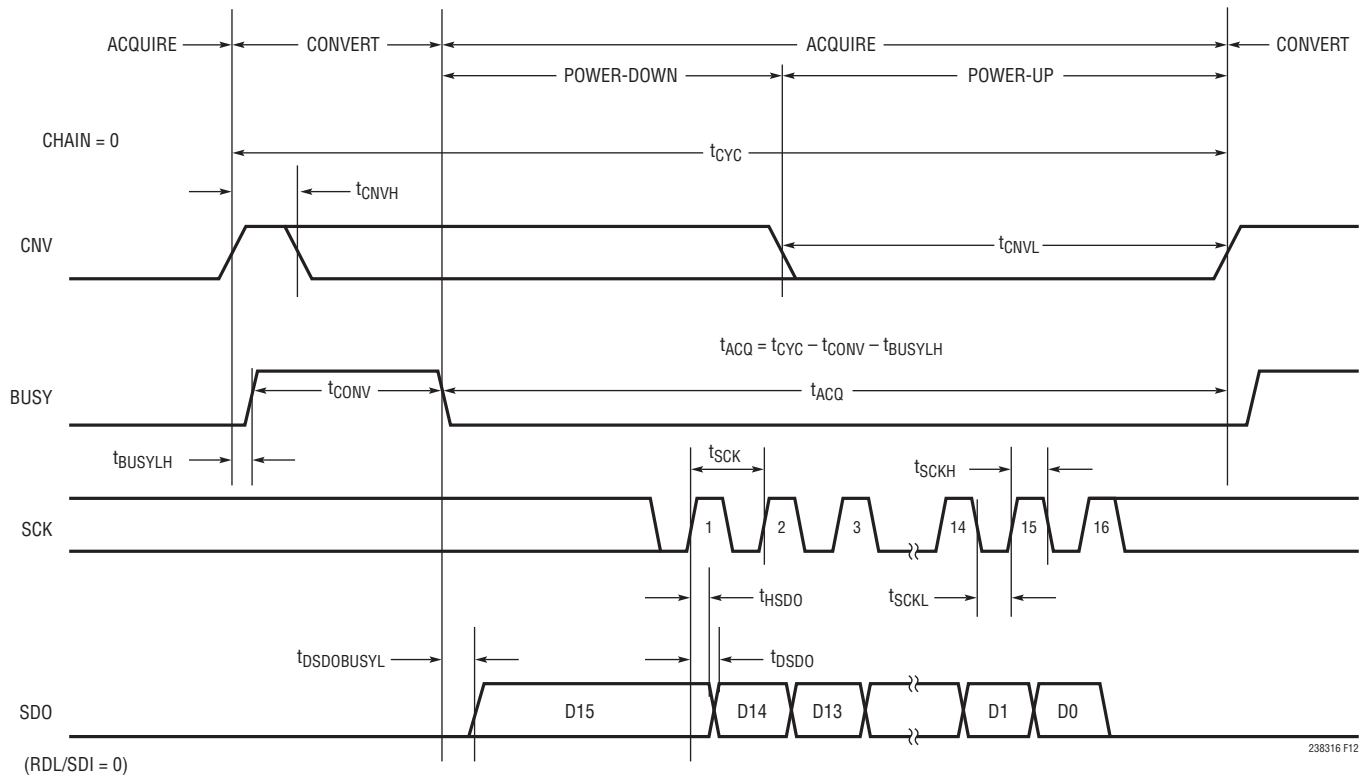 ACQUIRE CONVERT ACQUIRE CONVERT
POWER-DOWN POWER-UP
CHAIN = 0
tCYC
tCNVH
CNV
tCNVL
tACQ = tCYC – tCONV – tBUSYLH
BUSY
tCONV tACQ
tBUSYLH
tSCK tSCKH
SCK
1 2 3 14 15 16
tHSDO tSCKL
tDSDOBUSYL tDSDO
SDO
D15 D14 D13 D1 D0
238316 F12
(RDL/SDI = 0)